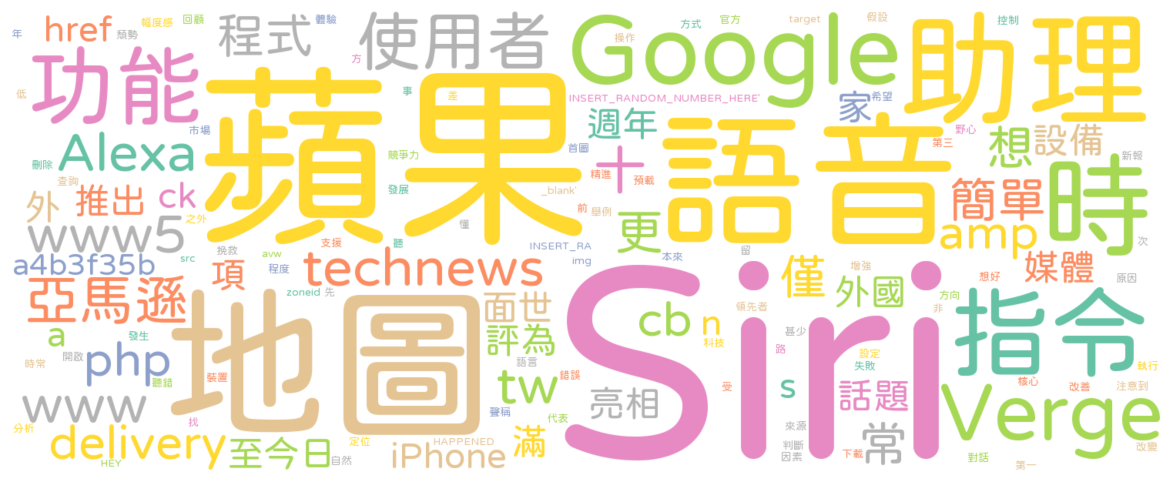 年
href
頹勢
幅度感
回顧
體驗
程式
方
使用者
Google
方式
操作
官方
target
假設
助理
控制
低
功能
事
差
INSERT_RANDOM_NUMBER_HERE'
家
希望
野心
第三
市場
蘋果
週年
語音
想
設備
新報
時
Alexa
刪除
查詢
競爭力
發展
首圖
十
精進
預載
_blank'
前
舉例
簡單
外
推出
ck
之外
懂
更
amp
次
www5
挽救
支援
聽
INSERT_RA
img
本來
留
a4b3f35b
src
avw
程度
technews
僅
增強
外國
想好
方向
媒體
原因
亞馬遜
項
zoneid
先
地圖
面世
Siri
cb
n
科技
領先者
非
指令
a
發生
評為
語言
甚少
開啟
php
時常
聽錯
裝置
錯誤
tw
路
設定
失敗
執行
核心
改善
注意到
受
s
話題
Verge
www
找
聲稱
亮相
代表
來源
分析
delivery
HEY
至今日
自然
定位
HAPPENED
iPhone
滿
判斷
因素
下載
常
對話
第一
改變